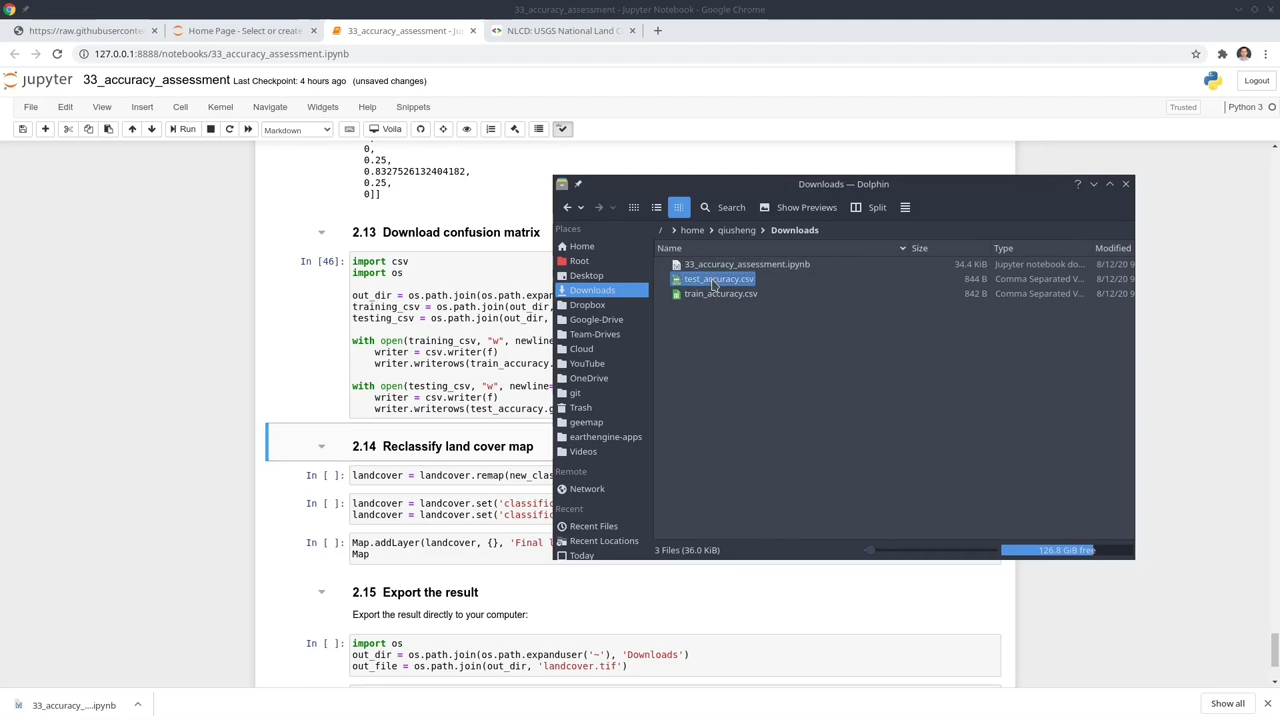 33_accuracy_assessment - Jupyter Notebook - Google Chrome
https://raw.githubuserconte
Home Page - Select or create
33_accuracy_assessment - J
NLCD: USGS National Land C
127.0.0.1:8888/notebooks/33_accuracy_assessment.ipynb
jupyter 33_accuracy_assessment Last Checkpoint: 4 hours ago (unsaved changes)
Logout
File Edit View Insert Cell Kernel Navigate Widgets Help Snippets
Trusted
Python 3
Run
Markdown
Voila
0,
0.25,
0.8327526132404182,
0.25,
0]]
2.13 Download confusion matrix
In [46]: import csv
import os
out_dir = os.path.join(os.path.expan
training_csv = os.path.join(out_dir,
testing_csv = os.path.join(out_dir,
with open(training_csv, "w", newline
writer = csv.writer(f)
writer.writerows(train_accuracy.
with open(testing_csv, "w", newline=
writer = csv.writer(f)
writer.writerows(test_accuracy.g
2.14 Reclassify land cover map
In [ ]: landcover = landcover.remap(new_clas
In [ ]: landcover = landcover.set('classific
landcover = landcover.set('classific
In [ ]: Map.addLayer(landcover, {}, 'Final l
Map
2.15 Export the result
Export the result directly to your computer:
In [ ]: import os
out_dir = os.path.join(os.path.expanduser('~'), 'Downloads')
out_file = os.path.join(out_dir, 'landcover.tif')
Downloads — Dolphin
Search
Show Previews
Split
/ > home > qiusheng > Downloads
Places
Home
Root
Desktop
Downloads
Dropbox
Google-Drive
Team-Drives
Cloud
YouTube
OneDrive
git
Trash
geemap
earthengine-apps
Videos
Remote
Network
Recent
Recent Files
Recent Locations
Today
Name Size Type Modified
33_accuracy_assessment.ipynb 34.4 KiB Jupyter notebook do... 8/12/20 9
test_accuracy.csv 844 B Comma Separated V... 8/12/20 9
train_accuracy.csv 842 B Comma Separated V... 8/12/20 9
3 Files (36.0 KiB)
126.8 GiB free
33_accuracy_....ipynb
Show all